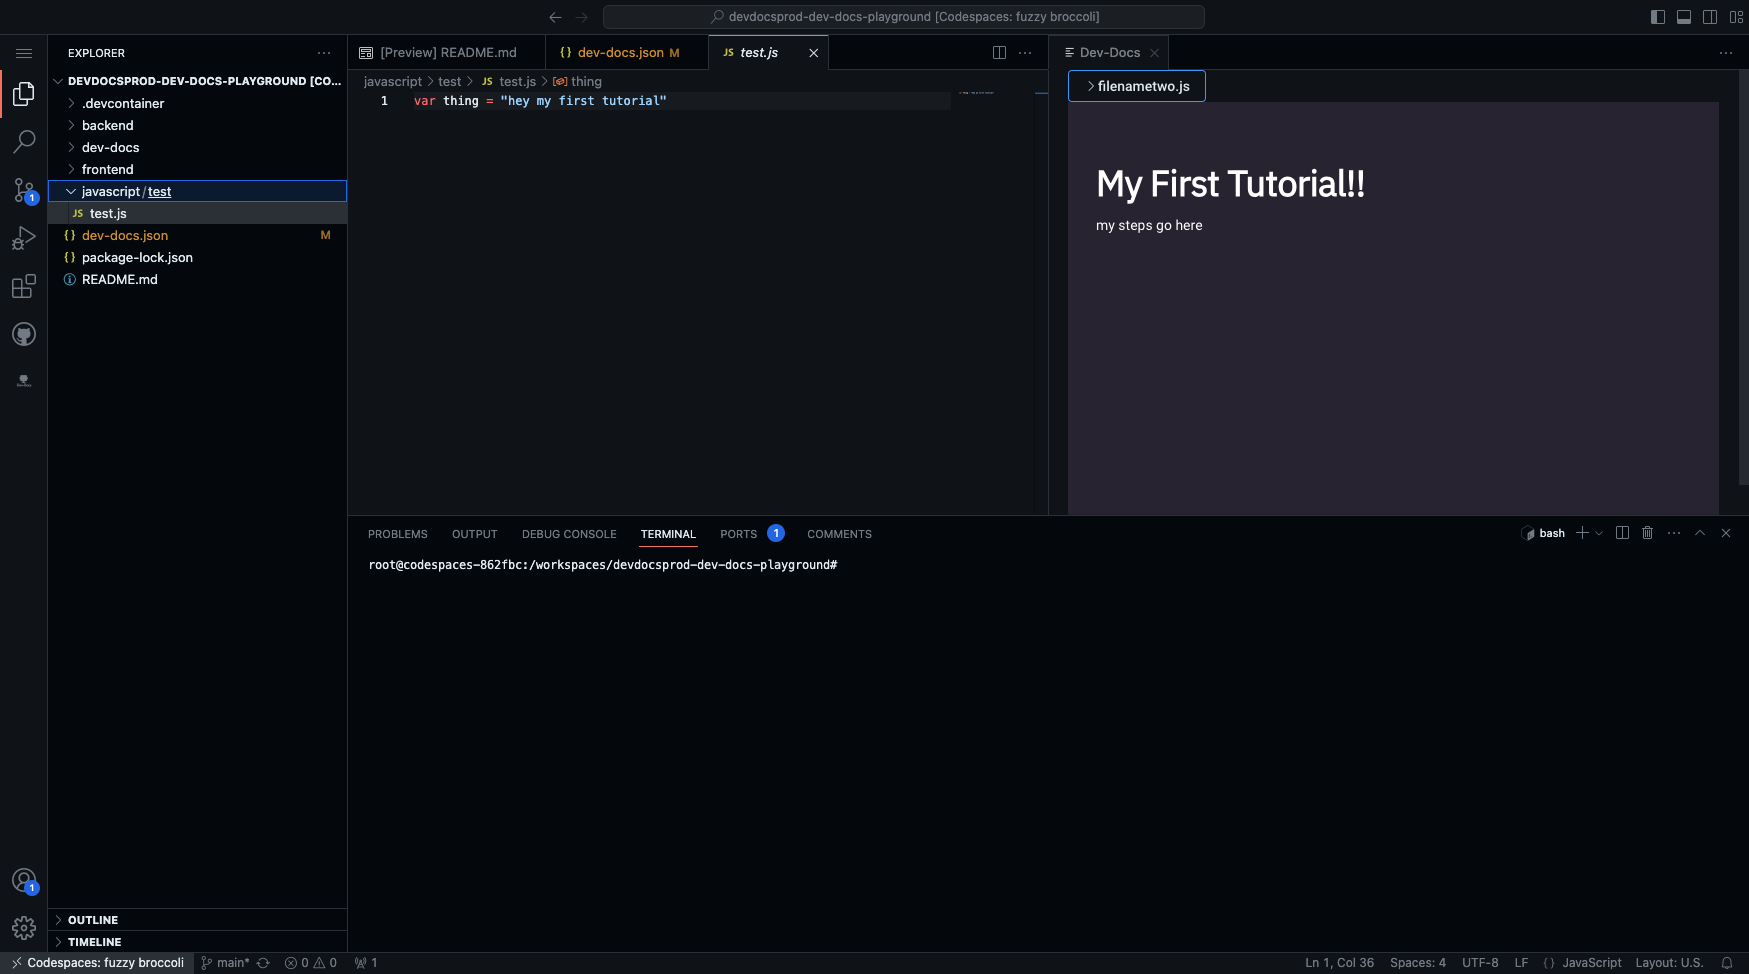 devdocsprod-dev-docs-playground [Codespaces: fuzzy broccoli]
EXPLORER
DEVDOCSPROD-DEV-DOCS-PLAYGROUND [CO...
.devcontainer
backend
dev-docs
frontend
javascript/test
JS test.js
{} dev-docs.json M
{} package-lock.json
README.md
OUTLINE
TIMELINE
[Preview] README.md
{} dev-docs.json M
JS test.js
javascript > test > JS test.js > thing
1 var thing = "hey my first tutorial"
Dev-Docs
filenametwo.js
My First Tutorial!!
my steps go here
PROBLEMS OUTPUT DEBUG CONSOLE TERMINAL PORTS 1 COMMENTS
bash
root@codespaces-862fbc:/workspaces/devdocsprod-dev-docs-playground#
1
1
Codespaces: fuzzy broccoli main* 0 0 1
Ln 1, Col 36 Spaces: 4 UTF-8 LF {} JavaScript Layout: U.S.